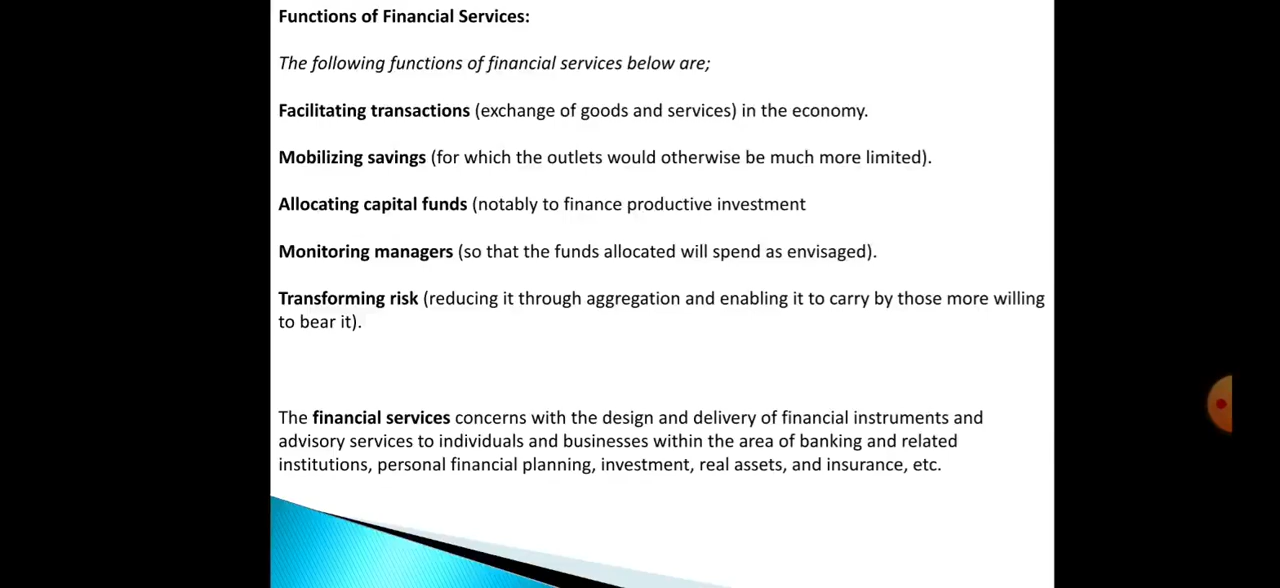 Functions of Financial Services:
The following functions of financial services below are;
Facilitating transactions (exchange of goods and services) in the economy.
Mobilizing savings (for which the outlets would otherwise be much more limited).
Allocating capital funds (notably to finance productive investment
Monitoring managers (so that the funds allocated will spend as envisaged).
Transforming risk (reducing it through aggregation and enabling it to carry by those more willing
to bear it).
The financial services concerns with the design and delivery of financial instruments and
advisory services to individuals and businesses within the area of banking and related
institutions, personal financial planning, investment, real assets, and insurance, etc.